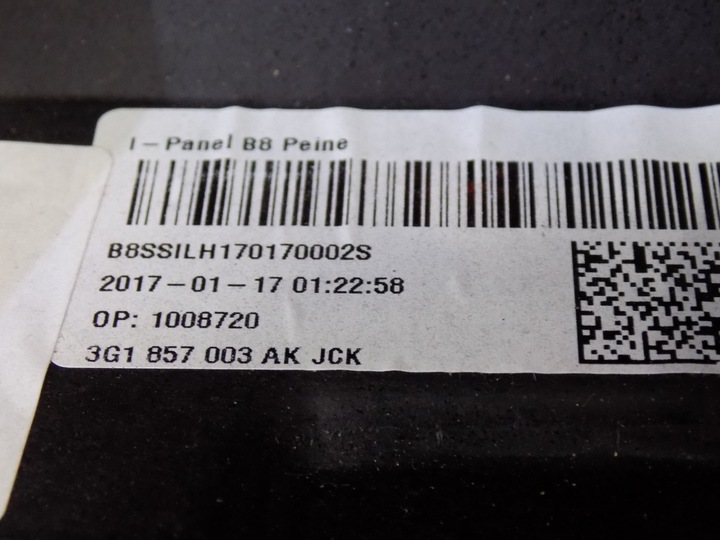 I-Panel B8 Peine
B8SSILH170170002S
2017-01-17 01:22:58
OP: 1008720
3G1 857 003 AK JCK